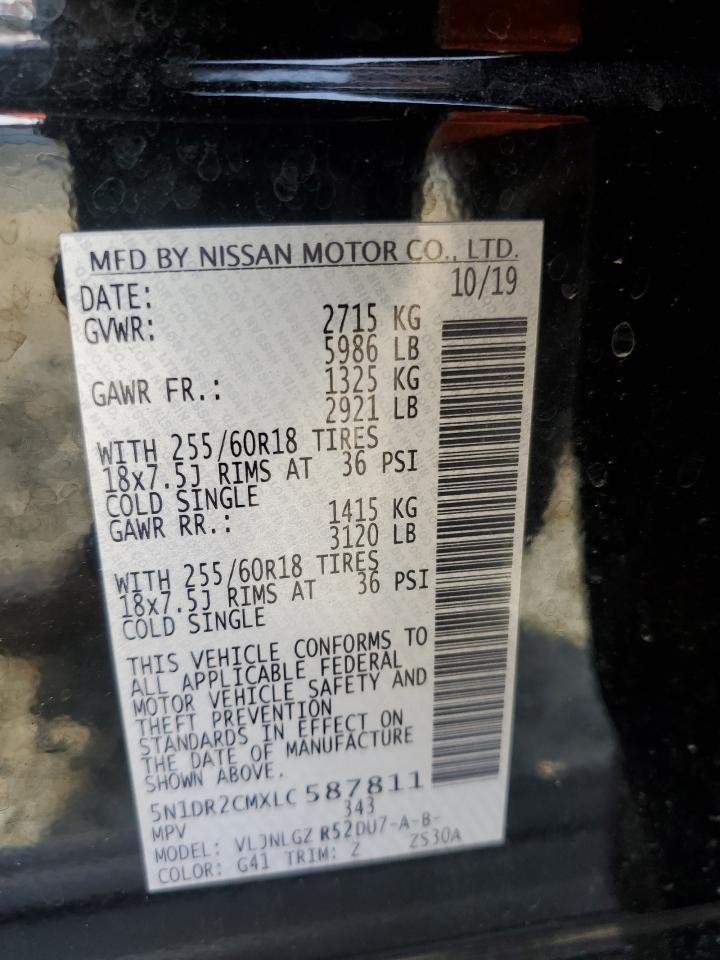 MFD BY NISSAN MOTOR CO., LTD.
DATE: 10/19
GVWR: 2715 KG
5986 LB
GAWR FR.: 1325 KG
2921 LB
WITH 255/60R18 TIRES
18x7.5J RIMS AT 36 PSI
COLD SINGLE
GAWR RR.: 1415 KG
3120 LB
WITH 255/60R18 TIRES
18x7.5J RIMS AT 36 PSI
COLD SINGLE
THIS VEHICLE CONFORMS TO
ALL APPLICABLE FEDERAL
MOTOR VEHICLE SAFETY AND
THEFT PREVENTION
STANDARDS IN EFFECT ON
THE DATE OF MANUFACTURE
SHOWN ABOVE.
5N1DR2CMXLC 587811
MPV 343
MODEL: VLJNLGZ R52DU7-A-B-
COLOR: G41 TRIM: Z ZS30A